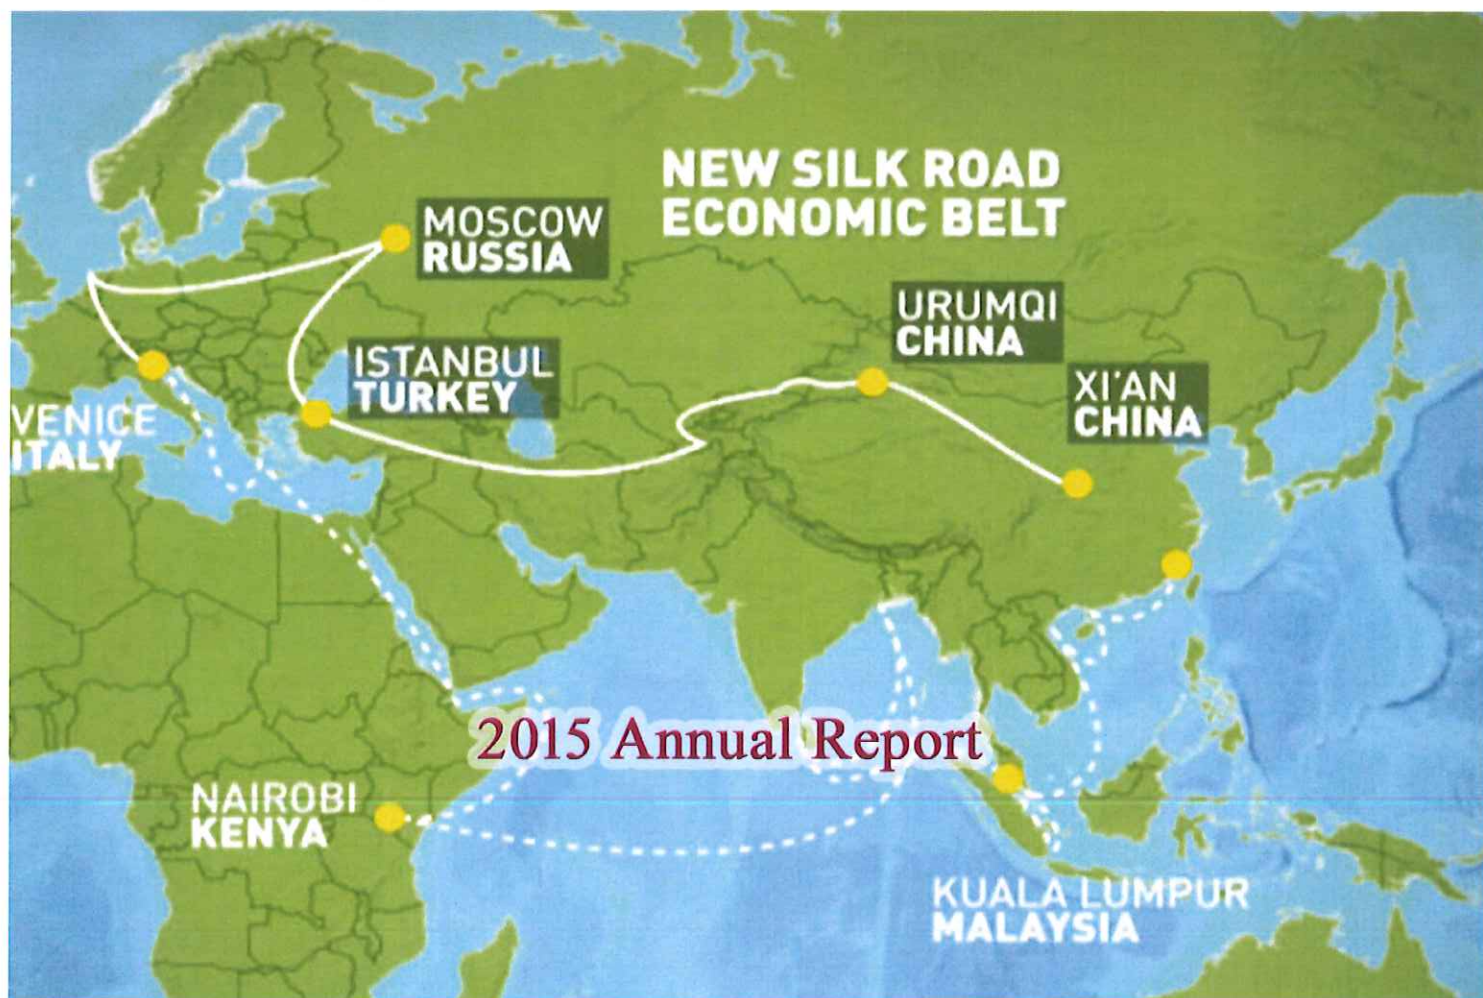 NEW SILK ROAD
ECONOMIC BELT
MOSCOW
RUSSIA
URUMQI
CHINA
ISTANBUL
TURKEY
XI'AN
CHINA
VENICE
ITALY
2015 Annual Report
NAIROBI
KENYA
KUALA LUMPUR
MALAYSIA